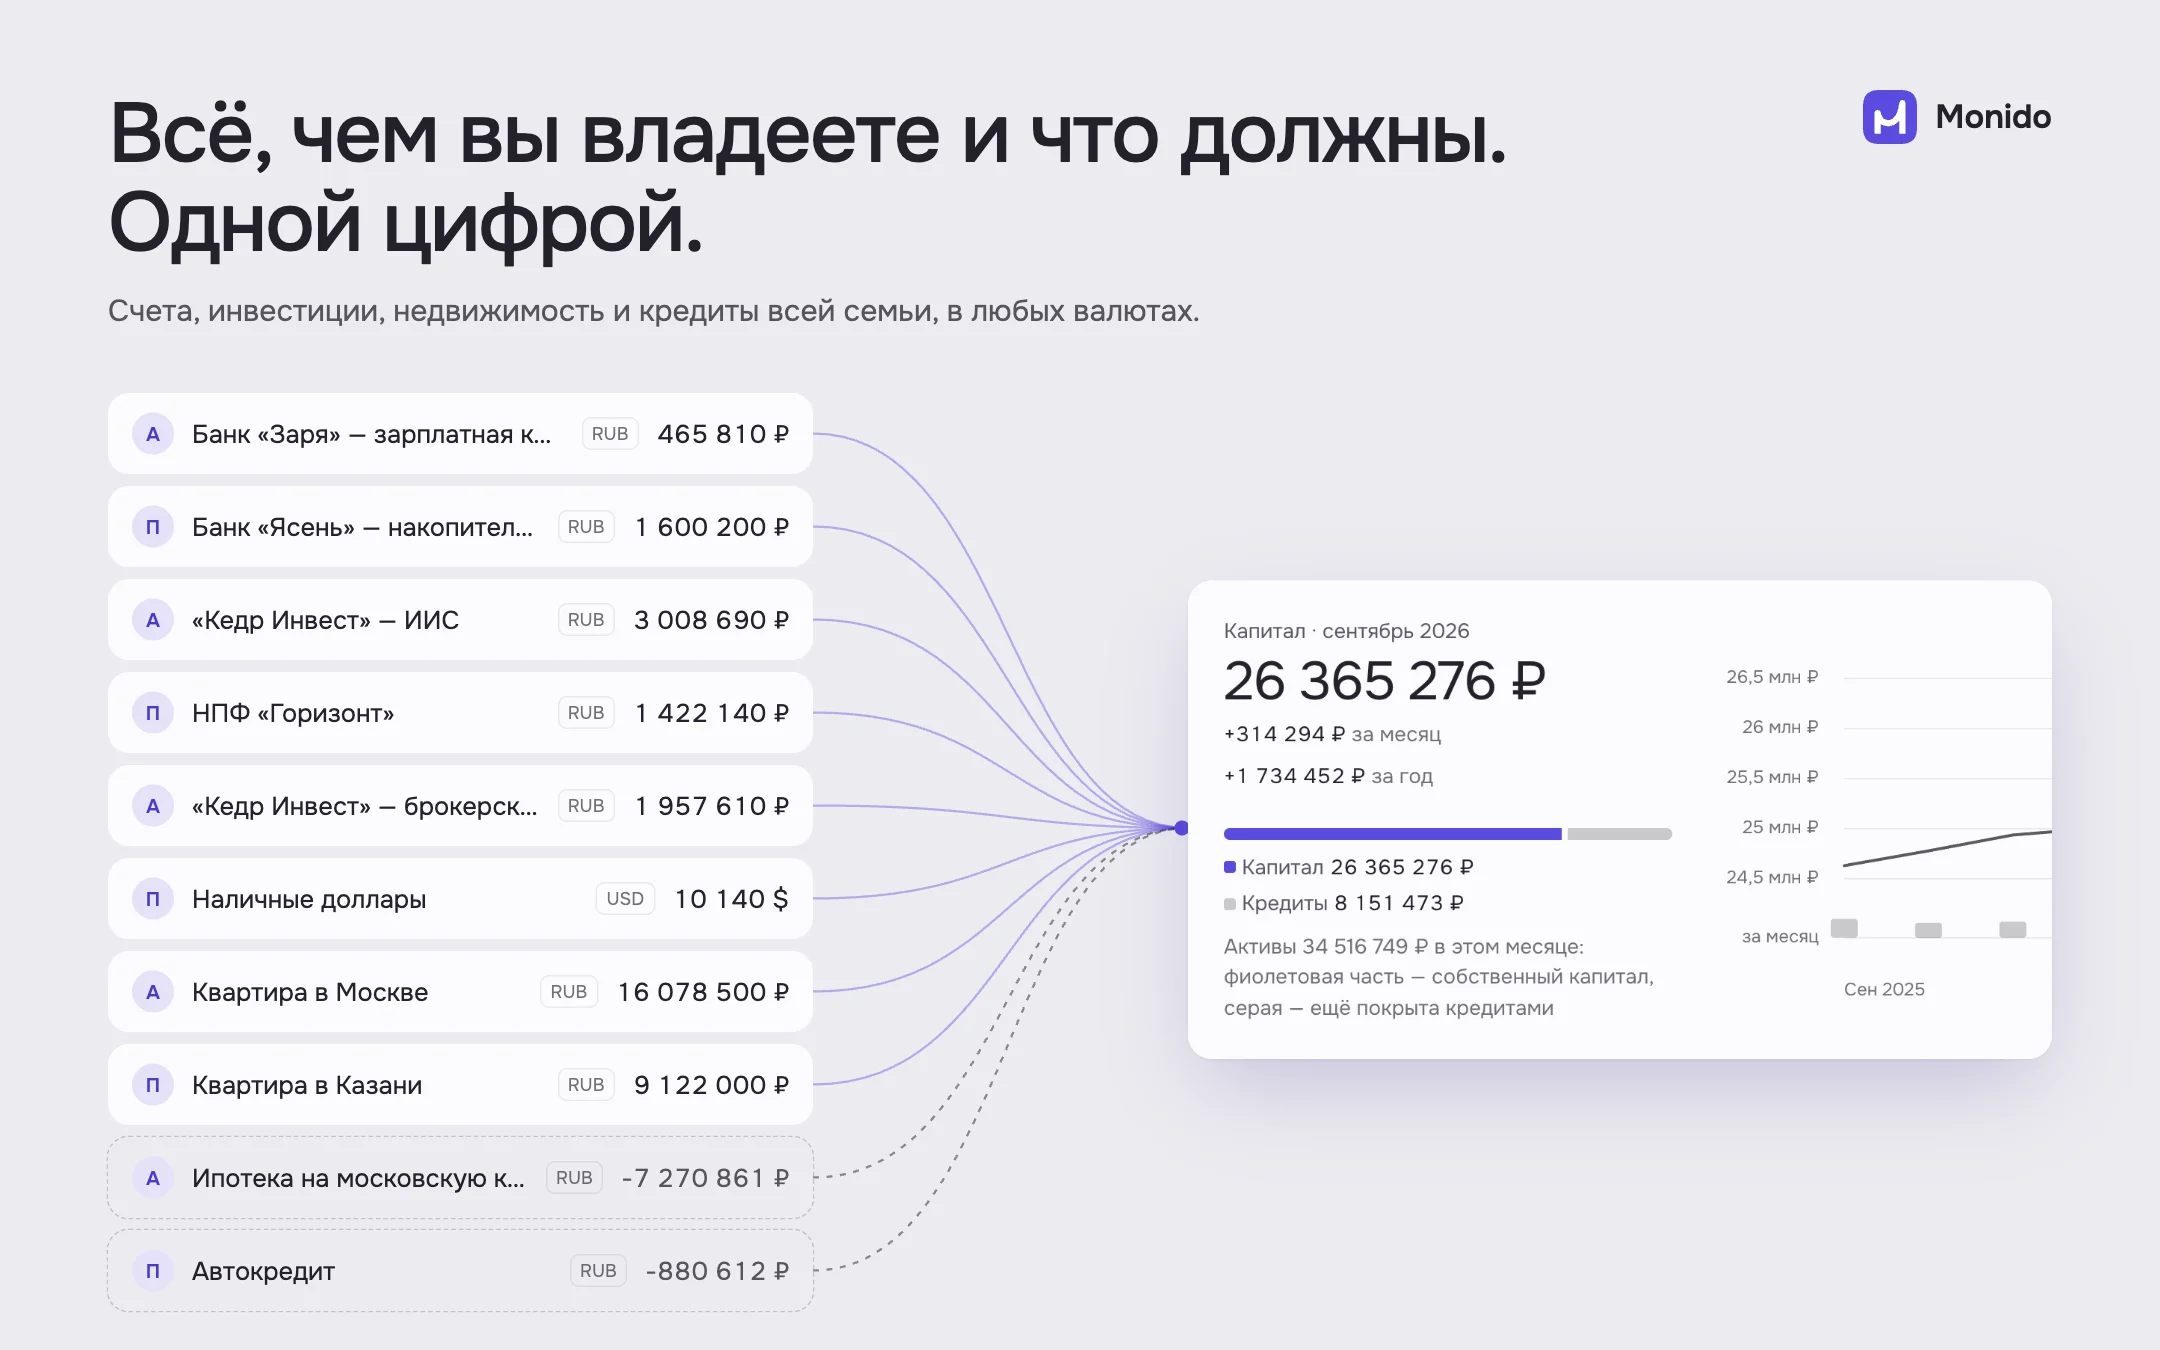 Всё, чем вы владеете и что должны.
Одной цифрой.
Monido
Счета, инвестиции, недвижимость и кредиты всей семьи, в любых валютах.
А Банк «Заря» — зарплатная к... RUB 465 810 ₽
П Банк «Ясень» — накопител... RUB 1 600 200 ₽
А «Кедр Инвест» — ИИС RUB 3 008 690 ₽
П НПФ «Горизонт» RUB 1 422 140 ₽
А «Кедр Инвест» — брокерск... RUB 1 957 610 ₽
П Наличные доллары USD 10 140 $
А Квартира в Москве RUB 16 078 500 ₽
П Квартира в Казани RUB 9 122 000 ₽
А Ипотека на московскую к... RUB -7 270 861 ₽
П Автокредит RUB -880 612 ₽
Капитал · сентябрь 2026
26 365 276 ₽
+314 294 ₽ за месяц
+1 734 452 ₽ за год
Капитал 26 365 276 ₽
Кредиты 8 151 473 ₽
Активы 34 516 749 ₽ в этом месяце:
фиолетовая часть — собственный капитал,
серая — ещё покрыта кредитами
26,5 млн ₽
26 млн ₽
25,5 млн ₽
25 млн ₽
24,5 млн ₽
за месяц
Сен 2025